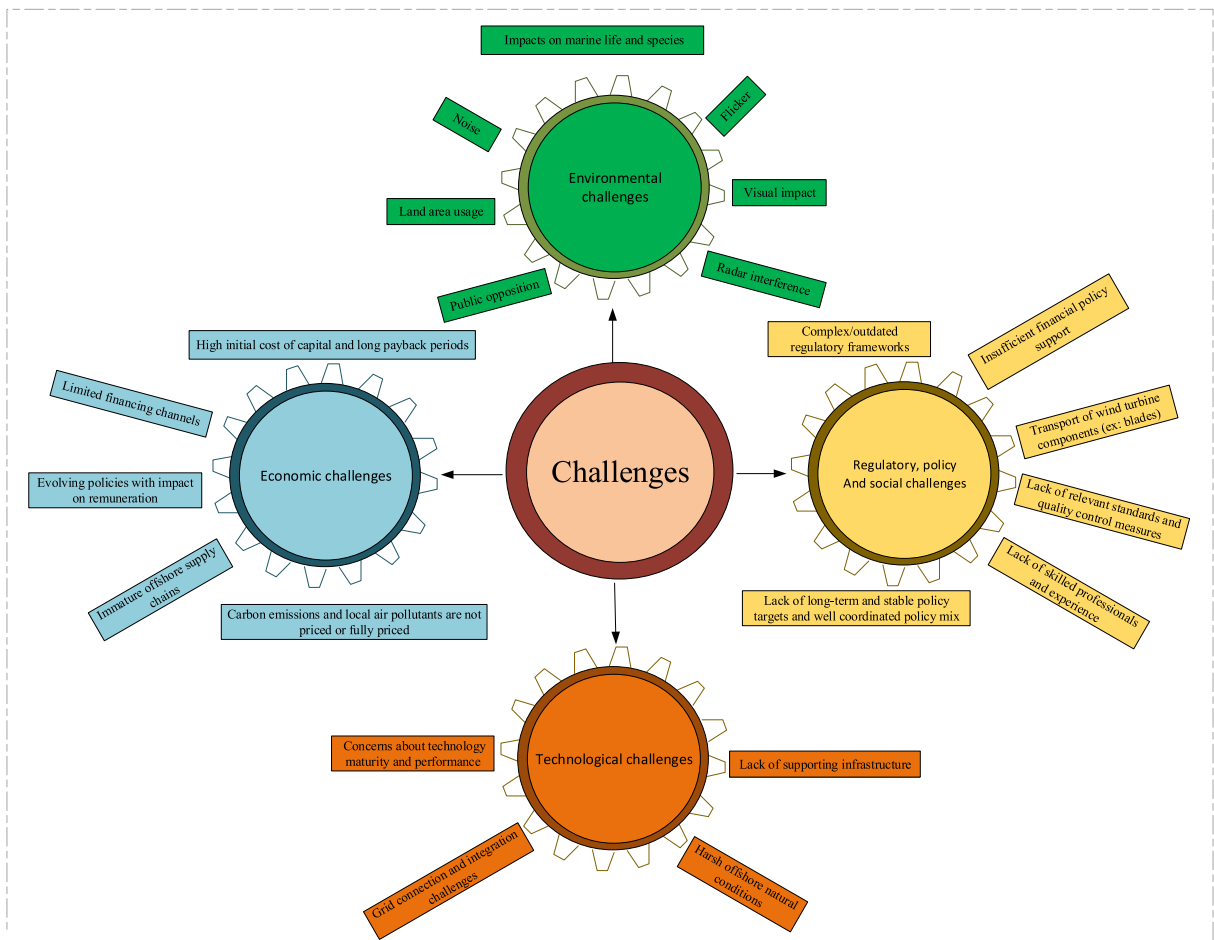 Impacts on marine life and species
Flicker
Noise
Environmental
challenges
Visual impact
Land area usage
Radar interference
Public opposition
High initial cost of capital and long payback periods
Limited financing channels
Economic challenges
Evolving policies with impact
on remuneration
Immature offshore supply
chains
Carbon emissions and local air pollutants are not
priced or fully priced
Challenges
Complex/outdated
regulatory frameworks
Insufficient financial policy
support
Transport of wind turbine
components (ex: blades)
Regulatory, policy
And social challenges
Lack of relevant standards and
quality control measures
Lack of skilled professionals
and experience
Lack of long-term and stable policy
targets and well coordinated policy mix
Concerns about technology
maturity and performance
Technological challenges
Lack of supporting infrastructure
Grid connection and integration
challenges
Harsh offshore natural
conditions